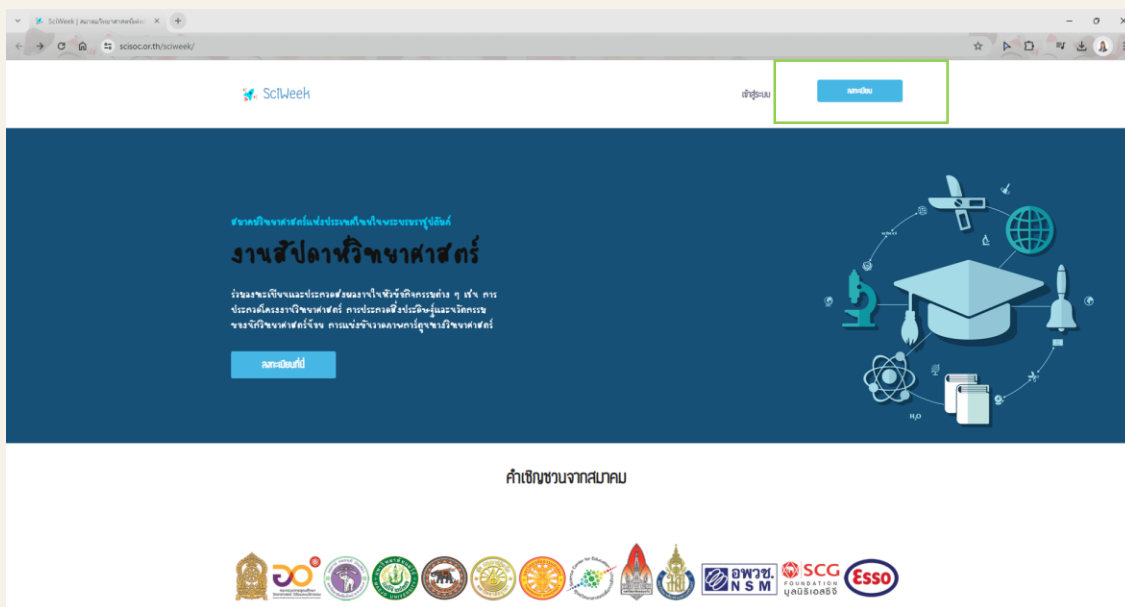 SciWeek | สมาคมวิทยาศาสตร์แห่งป
scisoc.or.th/sciweek/
SciWeek
เข้าสู่ระบบ
ลงทะเบียน
สมาคมวิทยาศาสตร์แห่งประเทศไทยในพระบรมราชูปถัมภ์
งานสัปดาห์วิทยาศาสตร์
ร่วมลงทะเบียนและประกวดส่งผลงานในหัวข้อกิจกรรมต่าง ๆ เช่น การ
ประกวดโครงงานวิทยาศาสตร์ การประกวดสิ่งประดิษฐ์และนวัตกรรม
ของนักวิทยาศาสตร์น้อย การแข่งขันวาดภาพการ์ตูนทางวิทยาศาสตร์
ลงทะเบียนที่นี่
H₂O
คำเชิญชวนจากสมาคม
อพวช.
NSM
SCG
FOUNDATION
มูลนิธิเอสซีจี
Esso